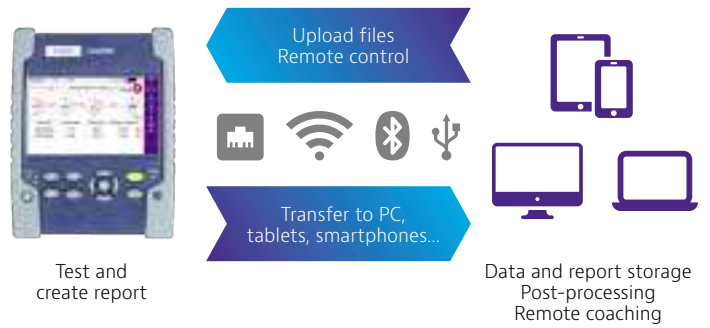 Upload files
Remote control
Transfer to PC,
tablets, smartphones...
Test and
create report
Data and report storage
Post-processing
Remote coaching